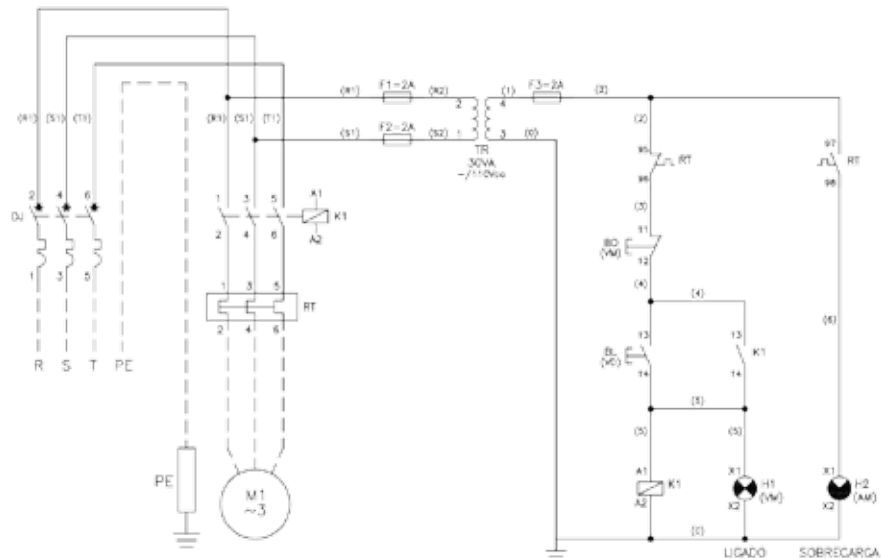 (R1) (S1) (T1)
(R1) (S1) (T1)
(R1) F1-2A (R2)
(S1) F2-2A (S2)
2 4
1 3
TR
30VA
(1) F3-2A (2)
(0)
(2)
95
RT
96
97
RT
98
(3)
11
BD
(VM)
12
(4)
(4)
13
BL
(VD)
14
13
K1
14
(5)
(5) (5)
(6)
A1
K1
A2
X1
H1
(VM)
X2
X1
H2
(AM)
X2
(0)
LIGADO
SOBRECARGA
2 4 6
DJ
1 3 5
R S T PE
1 3 5
A1
K1
A2
2 4 6
1 3 5
RT
2 4 6
PE
M1
~3